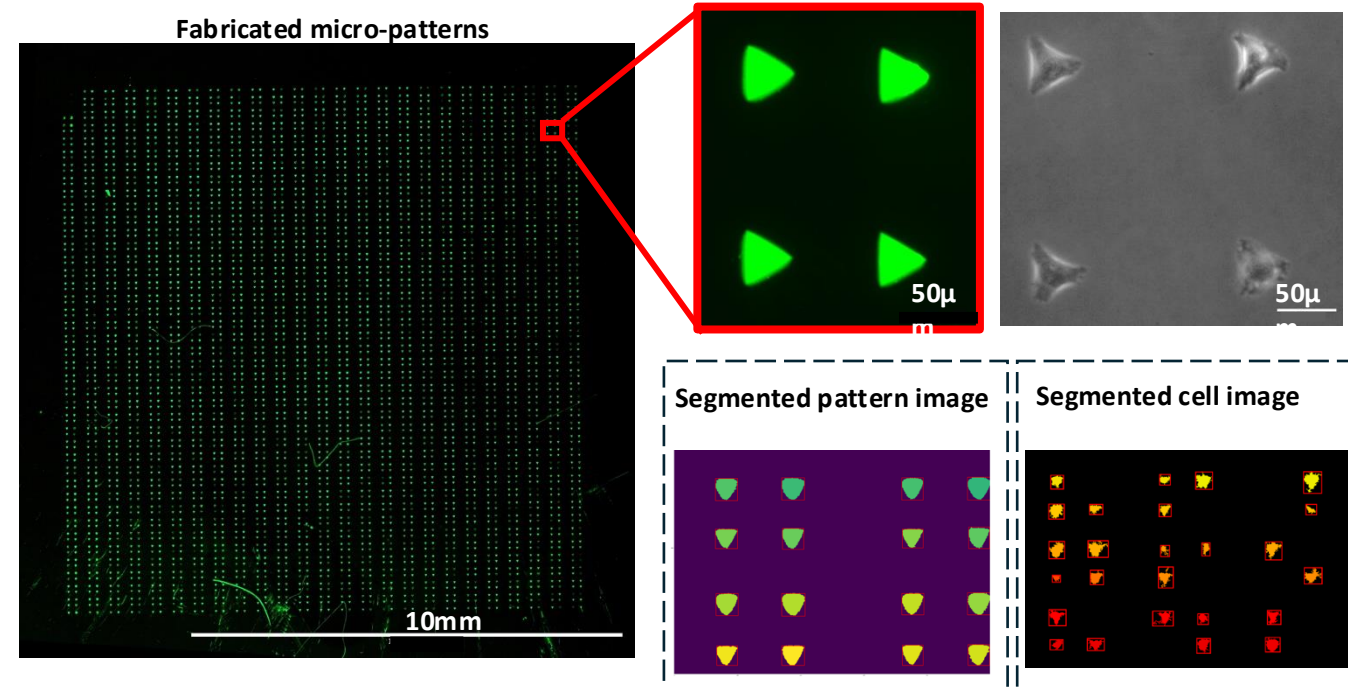 Fabricated micro-patterns
50μ
m
50μ
m
10mm
Segmented pattern image
Segmented cell image